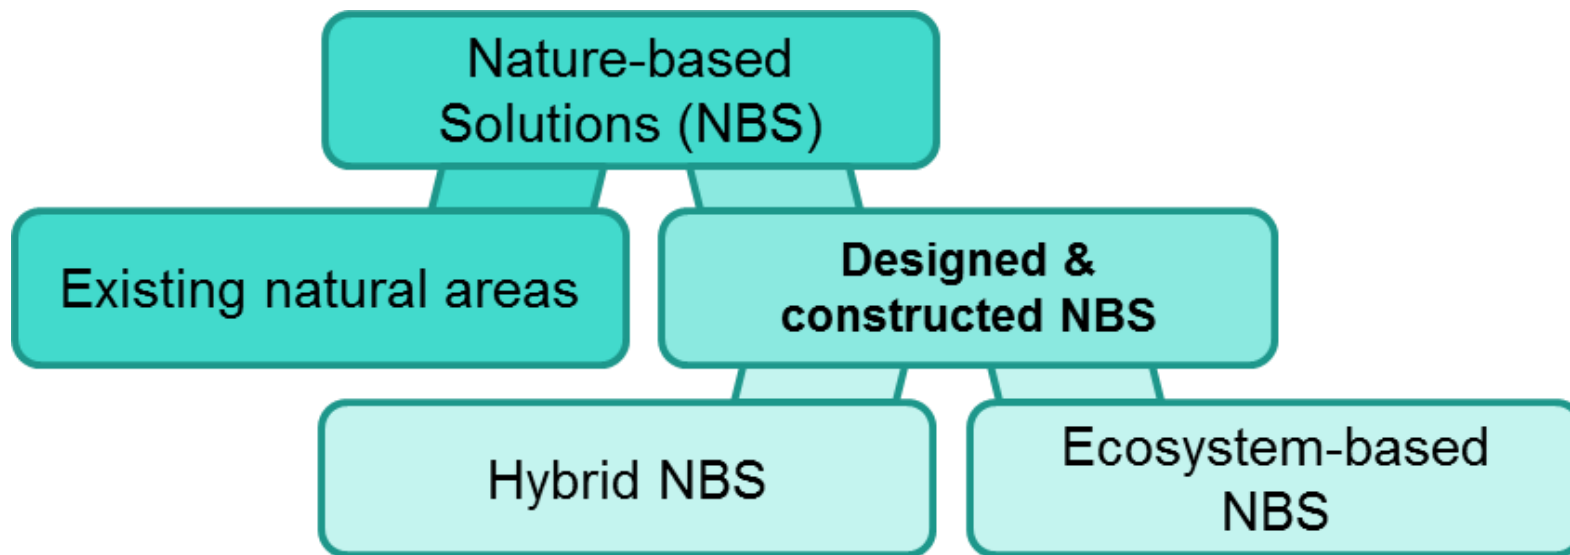 Nature-based
Solutions (NBS)
Existing natural areas
Designed &
constructed NBS
Hybrid NBS
Ecosystem-based
NBS